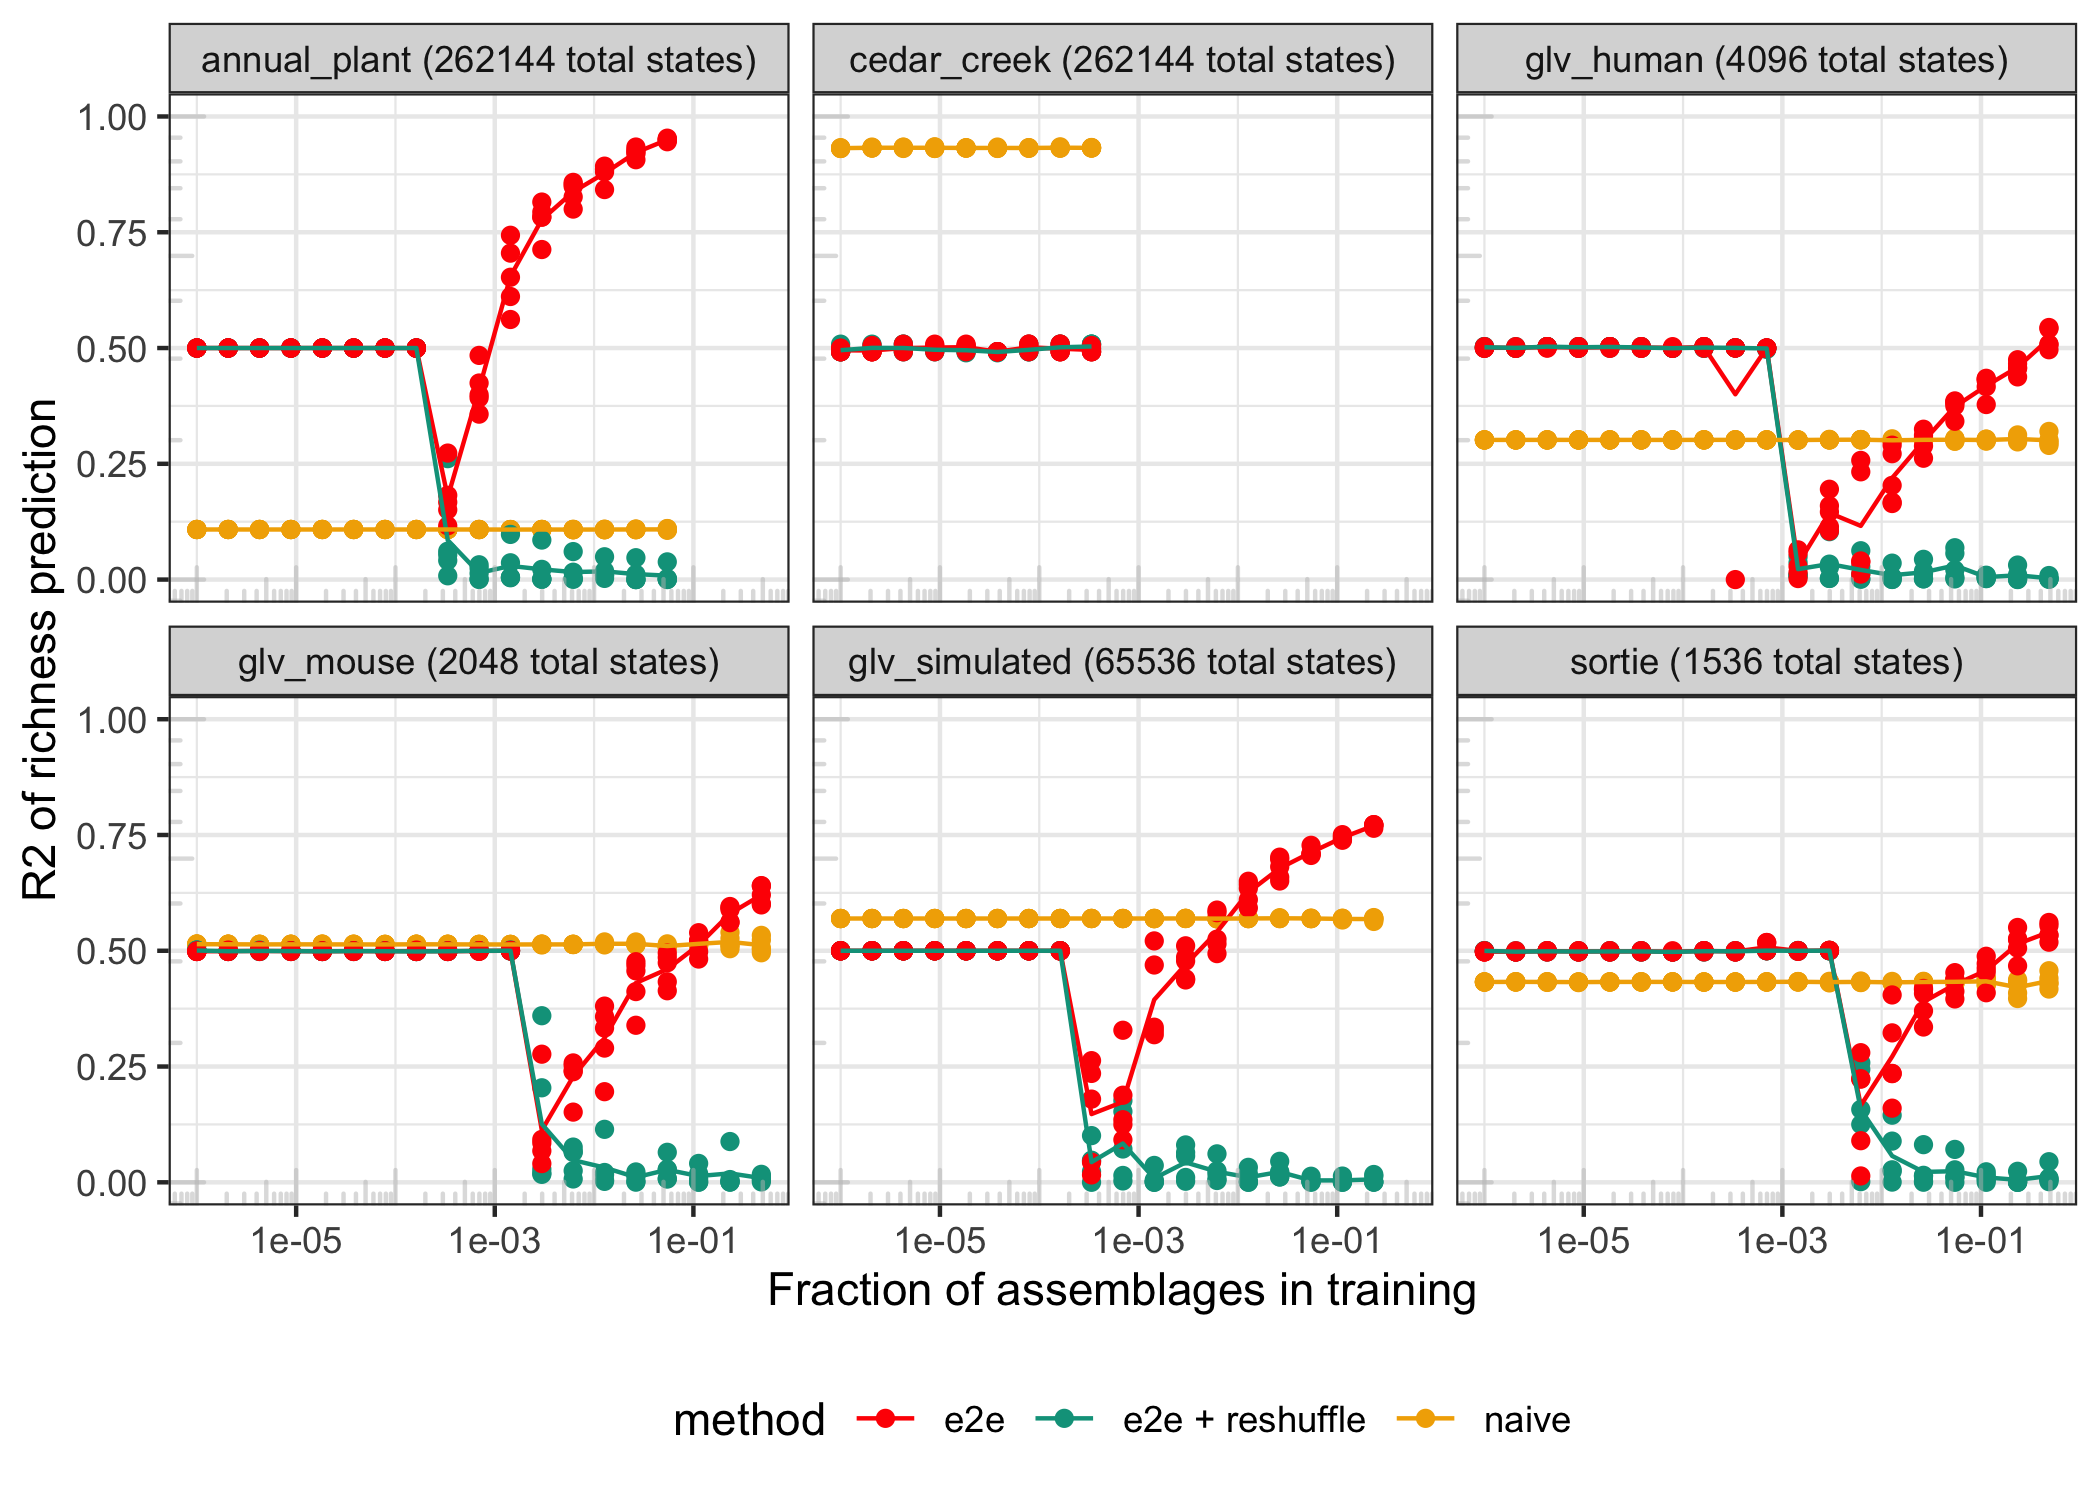 annual_plant (262144 total states)
cedar_creek (262144 total states)
glv_human (4096 total states)
1.00
0.75
0.50
0.25
0.00
glv_mouse (2048 total states)
glv_simulated (65536 total states)
sortie (1536 total states)
1.00
0.75
0.50
0.25
0.00
R2 of richness prediction
1e-05 1e-03 1e-01
1e-05 1e-03 1e-01
1e-05 1e-03 1e-01
Fraction of assemblages in training
method e2e e2e + reshuffle naive